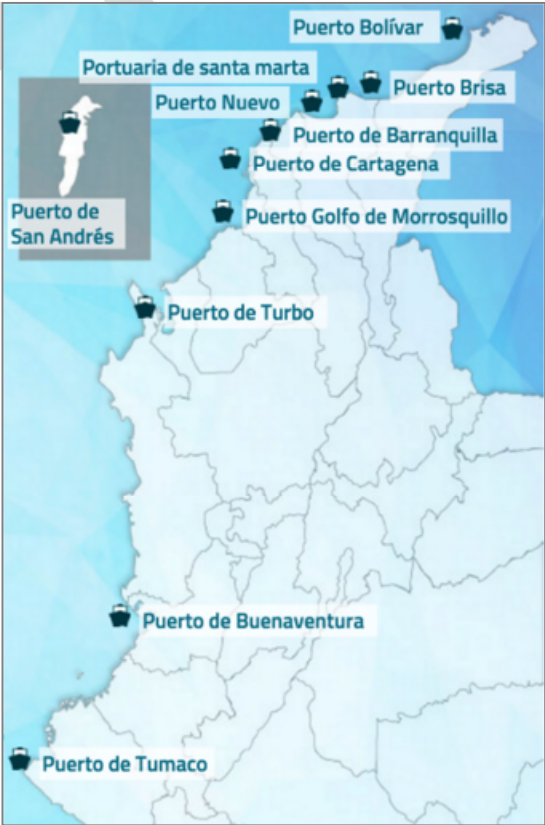 Puerto Bolívar
Portuaria de santa marta
Puerto Brisa
Puerto Nuevo
Puerto de Barranquilla
Puerto de Cartagena
Puerto de
San Andrés
Puerto Golfo de Morrosquillo
Puerto de Turbo
Puerto de Buenaventura
Puerto de Tumaco